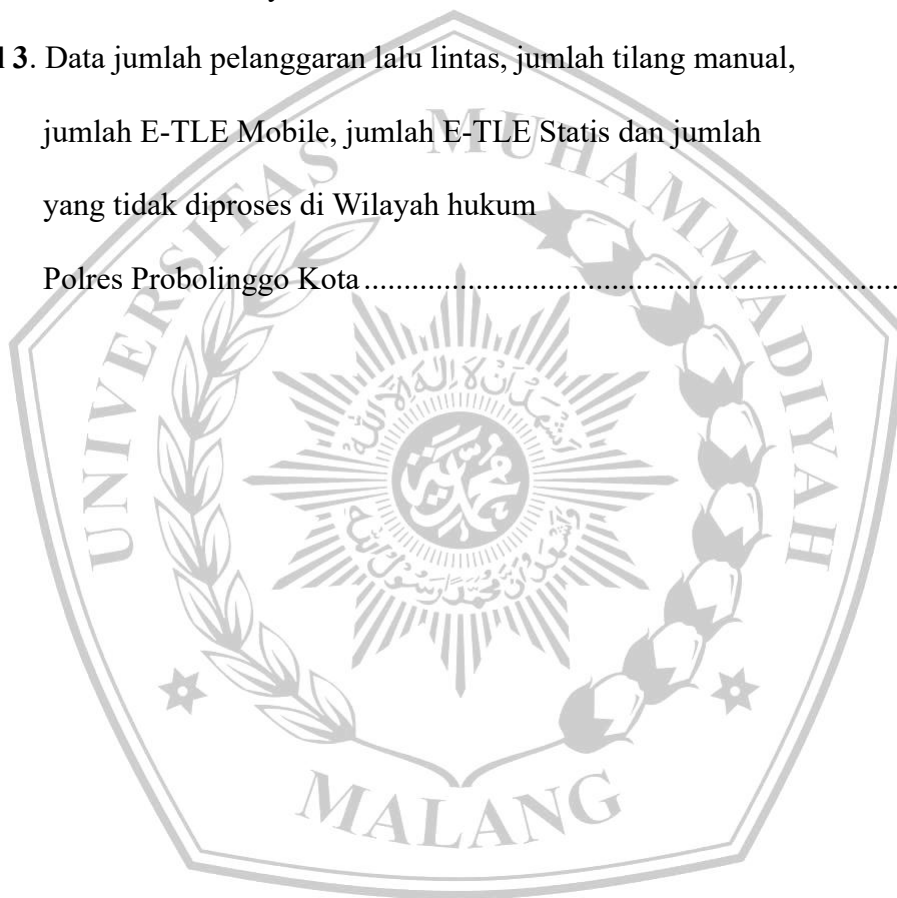 l 3. Data jumlah pelanggaran lalu lintas, jumlah tilang manual,
jumlah E-TLE Mobile, jumlah E-TLE Statis dan jumlah
yang tidak diproses di Wilayah hukum
Polres Probolinggo Kota ....................................................................
UNIVERSITAS MUHAMMADIYAH
MALANG